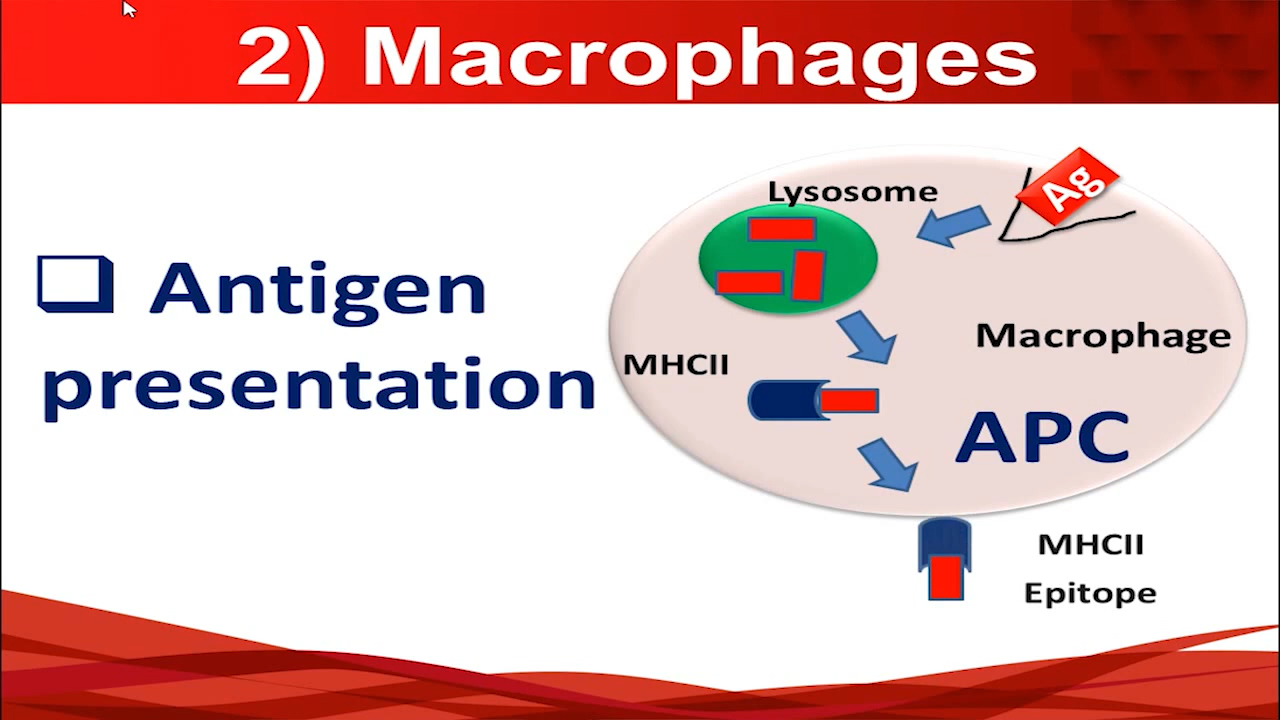 2) Macrophages
Antigen
presentation
Lysosome
Ag
Macrophage
MHCII
APC
MHCII
Epitope